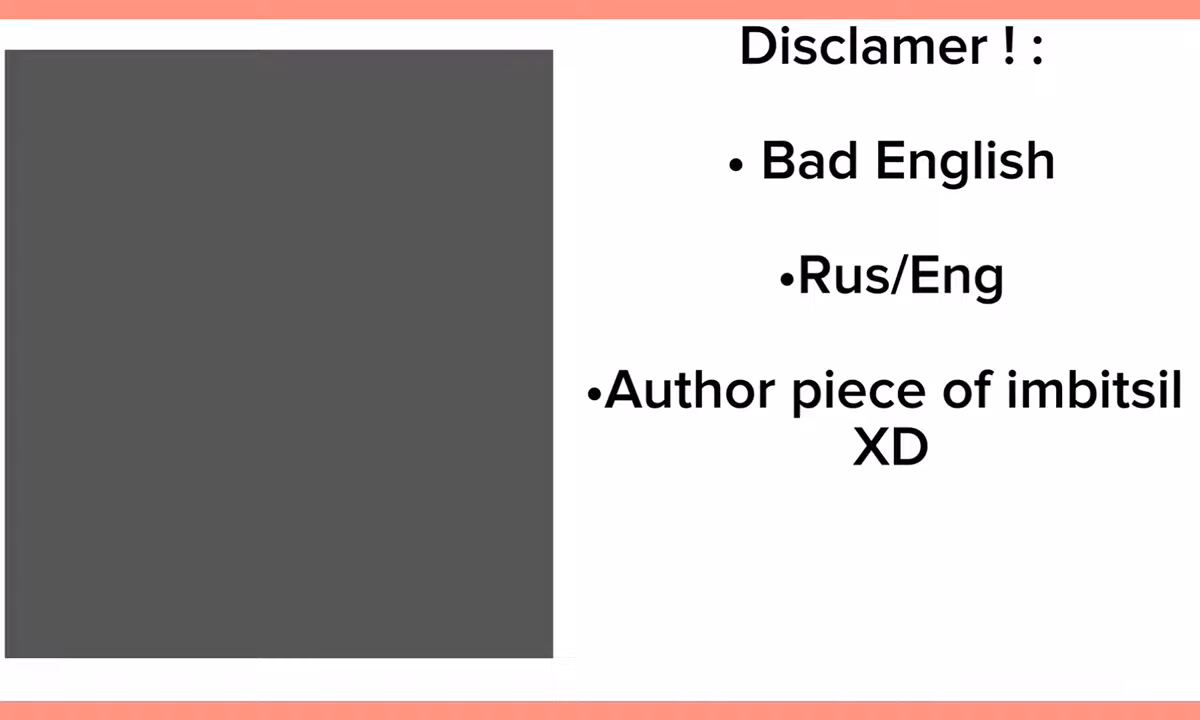 Disclamer ! :
• Bad English
•Rus/Eng
•Author piece of imbitsil
XD